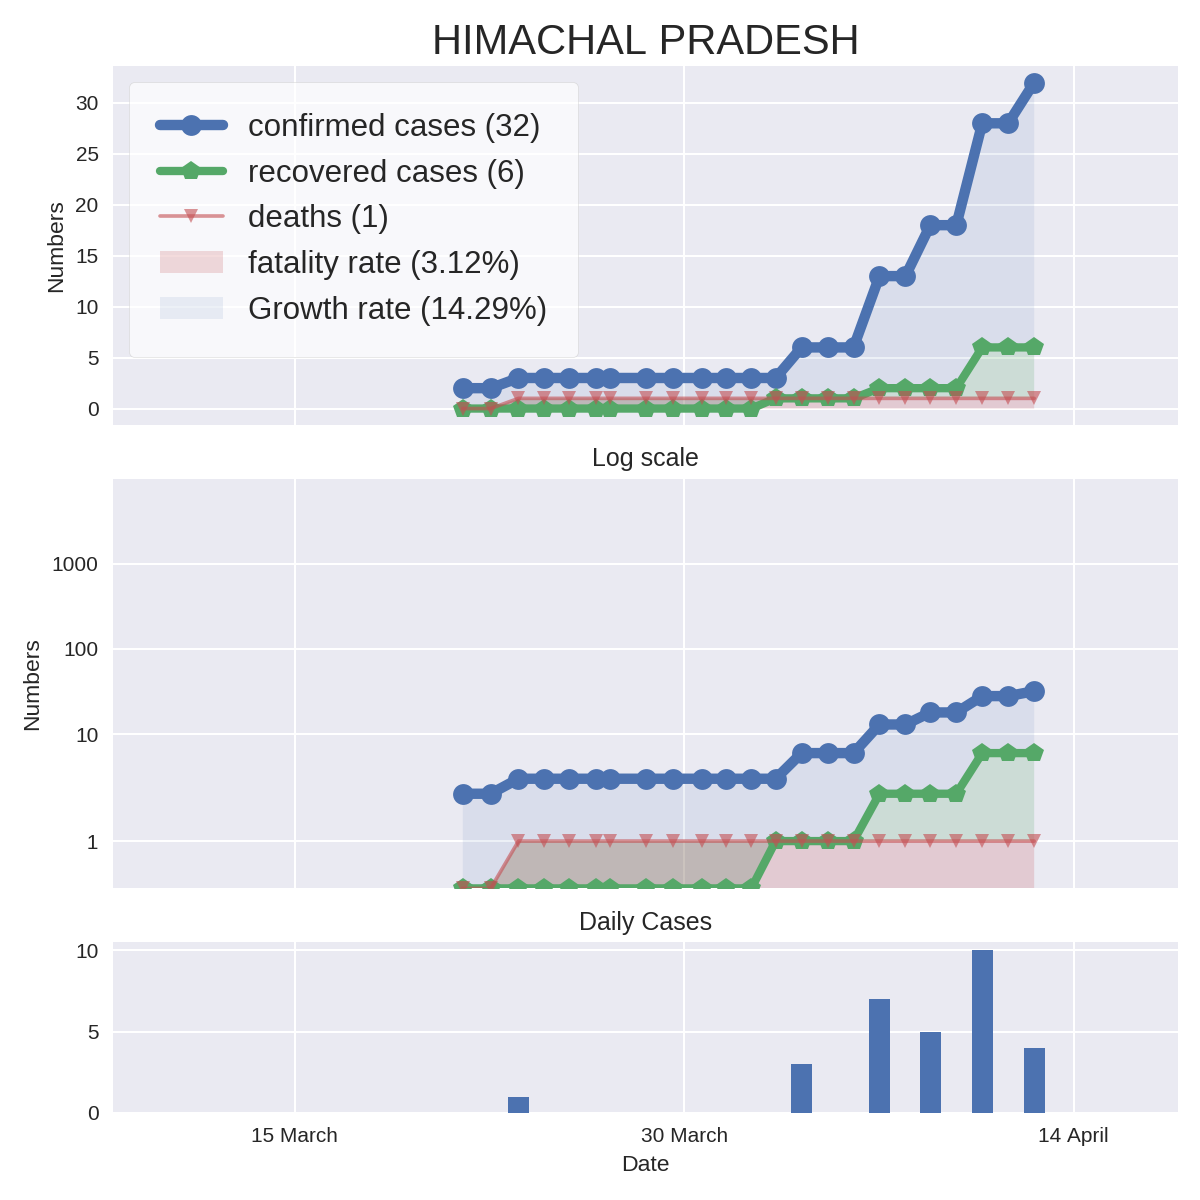 HIMACHAL PRADESH
confirmed cases (32)
recovered cases (6)
deaths (1)
fatality rate (3.12%)
Growth rate (14.29%)
Numbers
30
25
20
15
10
5
0
Log scale
Numbers
1000
100
10
1
Daily Cases
10
5
0
15 March
30 March
14 April
Date